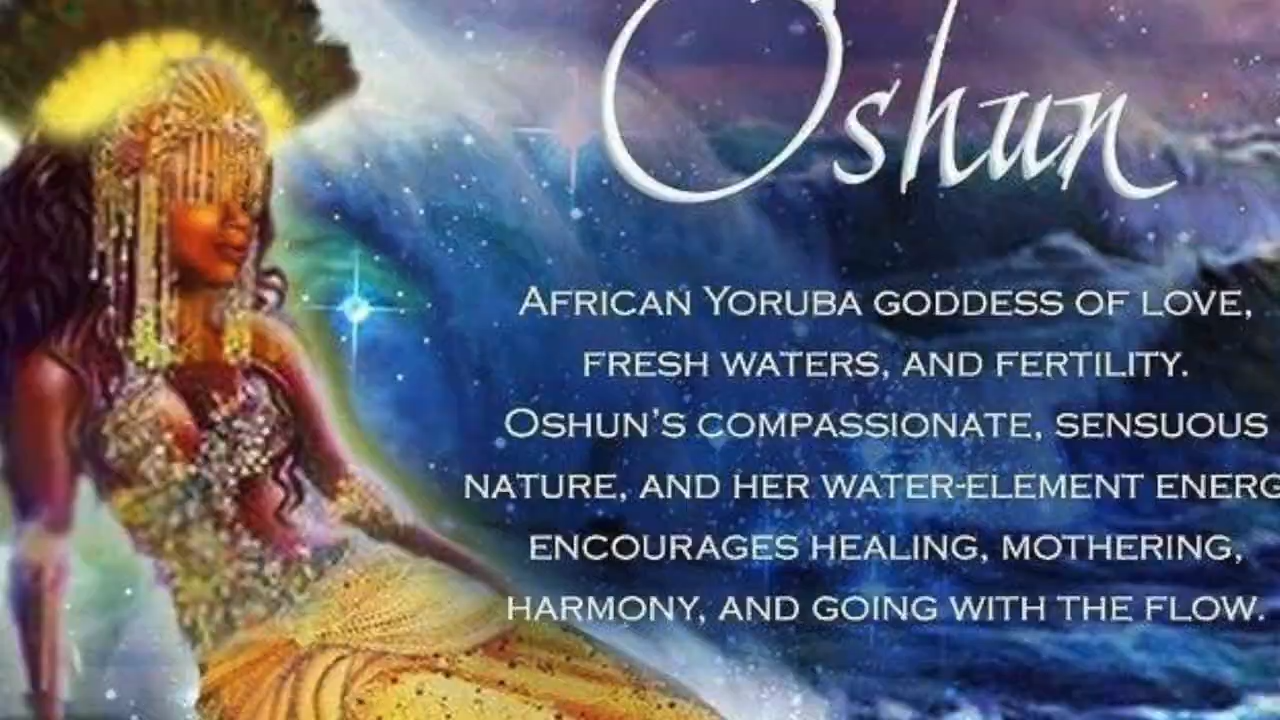 Oshun
AFRICAN YORUBA GODDESS OF LOVE,
FRESH WATERS, AND FERTILITY.
OSHUN'S COMPASSIONATE, SENSUOUS
NATURE, AND HER WATER-ELEMENT ENERG
ENCOURAGES HEALING, MOTHERING,
HARMONY, AND GOING WITH THE FLOW.